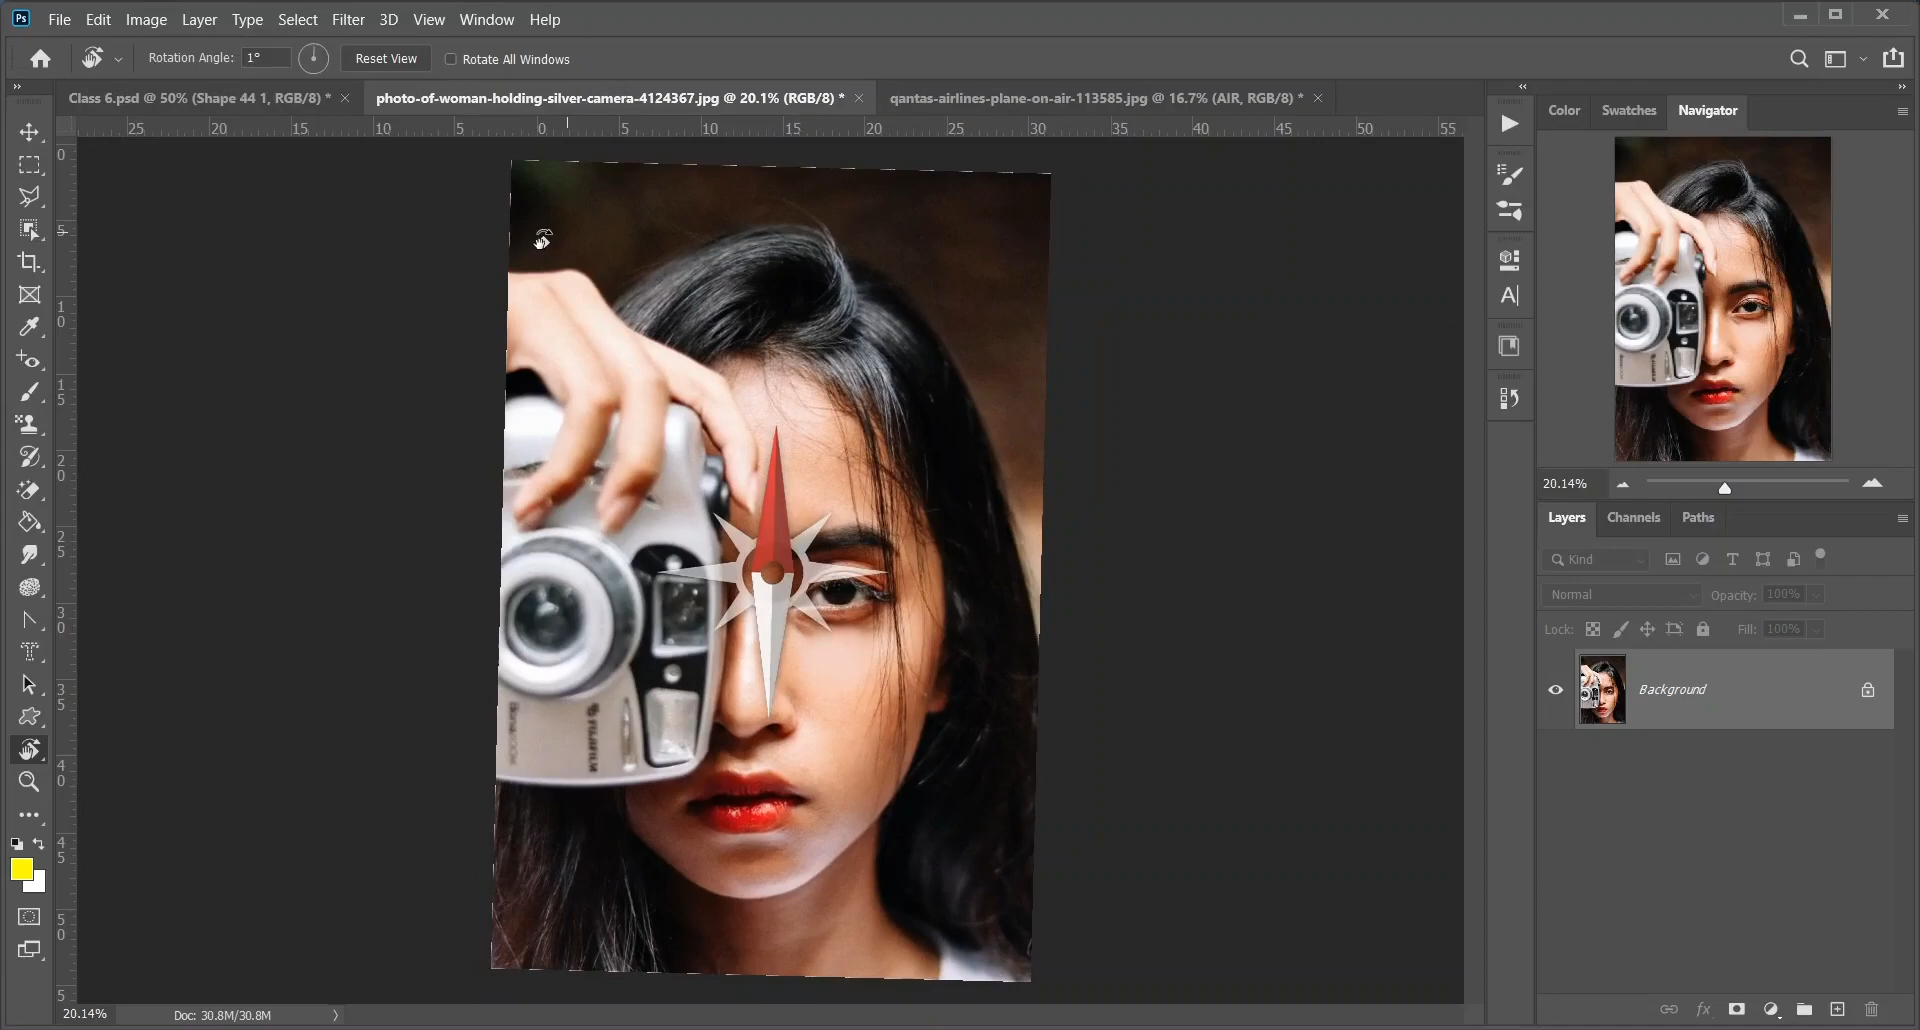 Ps File Edit Image Layer Type Select Filter 3D View Window Help
Rotation Angle: 1° Reset View Rotate All Windows
Class 6.psd @ 50% (Shape 44 1, RGB/8) * photo-of-woman-holding-silver-camera-4124367.jpg @ 20.1% (RGB/8) * qantas-airlines-plane-on-air-113585.jpg @ 16.7% (AIR, RGB/8) *
25 20 15 10 5 0 5 10 15 20 25 30 35 40 45 50 55
0
5
10
15
20
25
30
35
40
45
50
5
FUJIFILM
Color Swatches Navigator
20.14%
Layers Channels Paths
Kind
Normal Opacity: 100%
Lock: Fill: 100%
Background
fx
20.14% Doc: 30.8M/30.8M